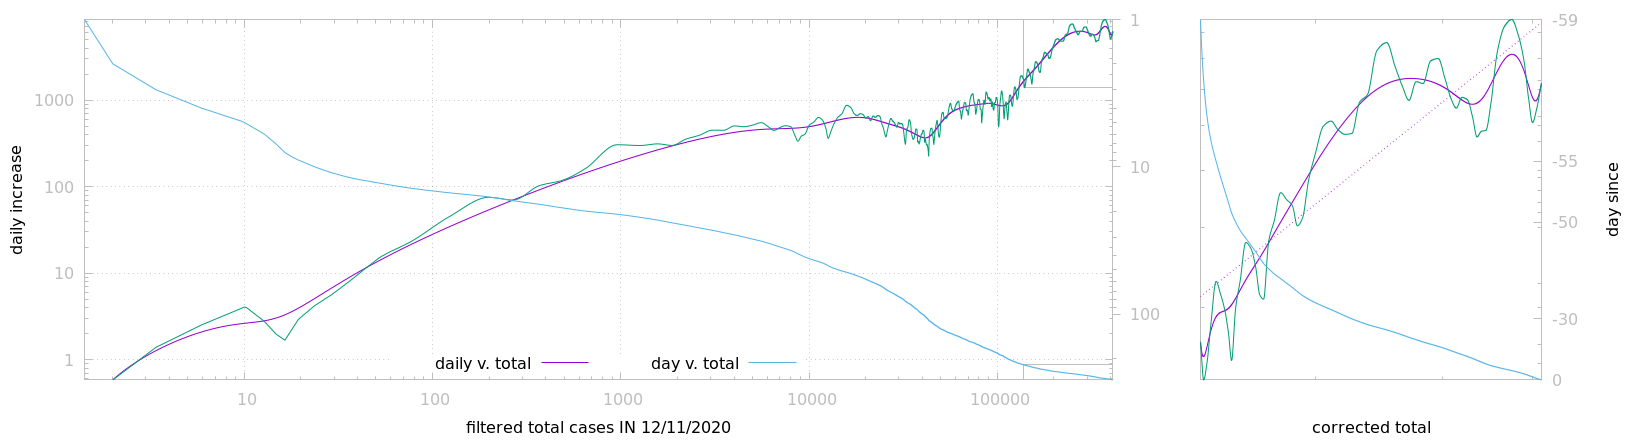 daily increase
1000
100
10
1
10
100
1000
10000
100000
filtered total cases IN 12/11/2020
daily v. total
day v. total
1
10
100
-59
-55
-50
-30
0
day since
corrected total